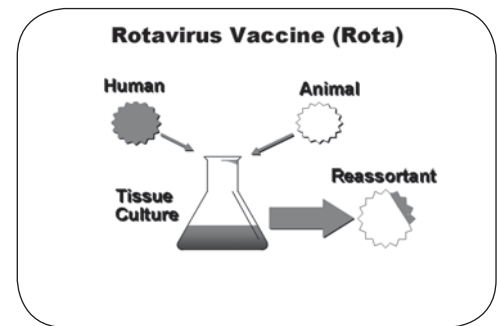 Rotavirus Vaccine (Rota)
Human
Animal
Tissue
Culture
Reassortant